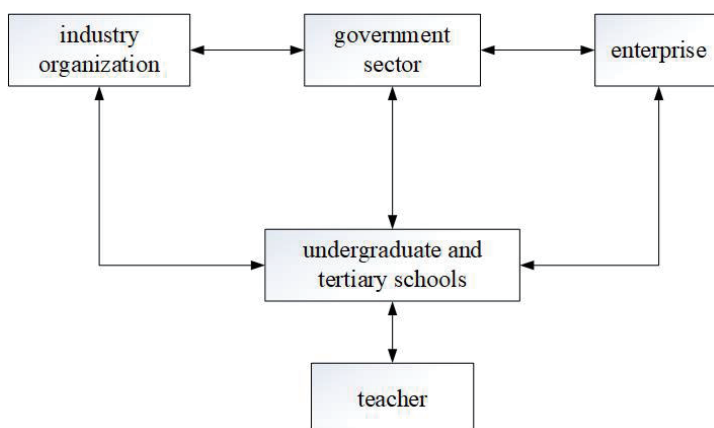 industry
organization
government
sector
enterprise
undergraduate and
tertiary schools
teacher